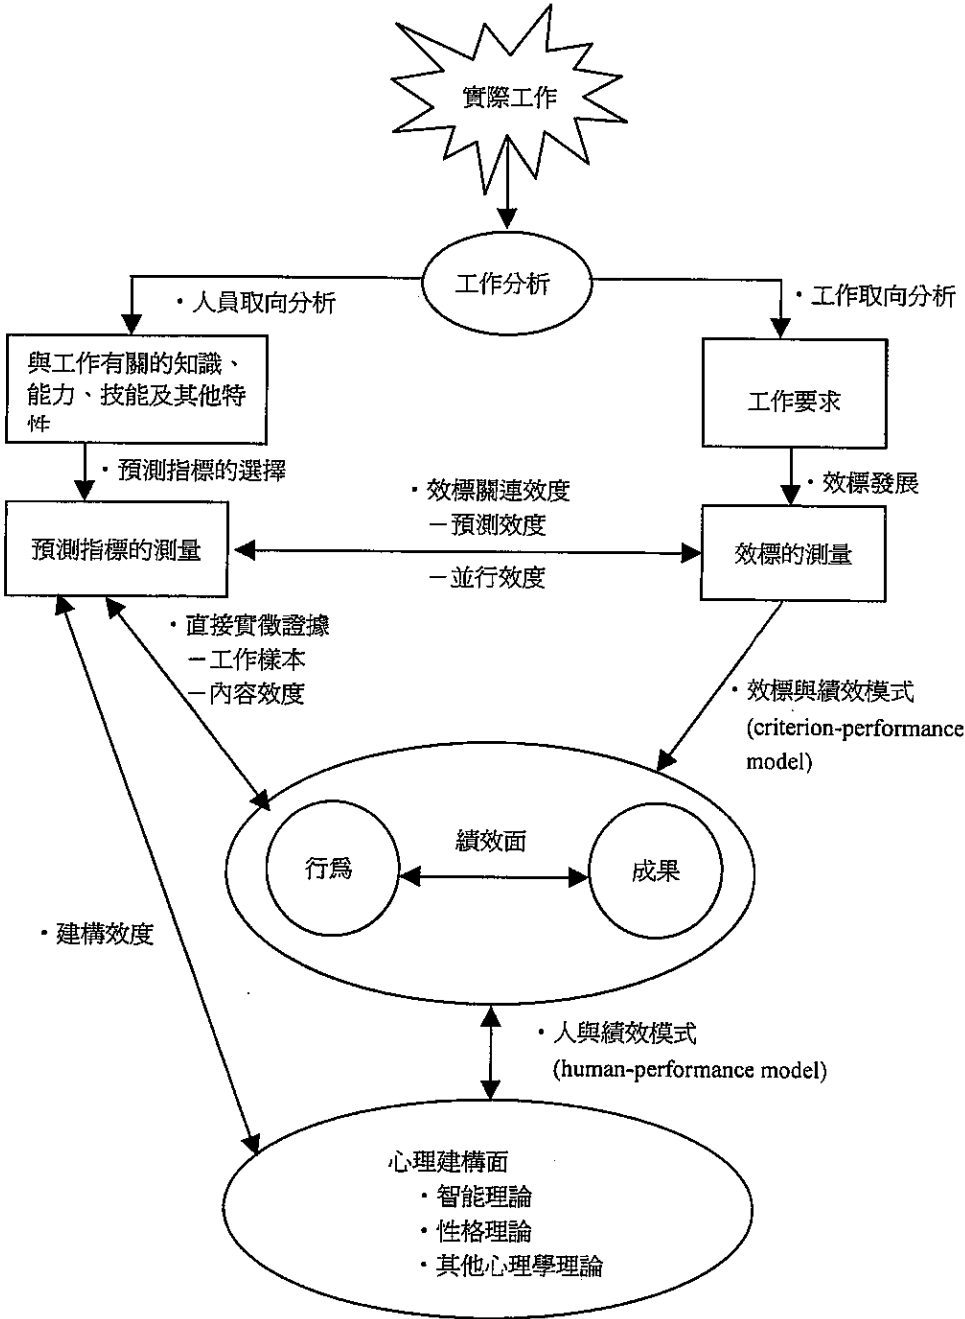 實際工作
工作分析
・人員取向分析
・工作取向分析
與工作有關的知識、
能力、技能及其他特
性
工作要求
・預測指標的選擇
・效標發展
・效標關連效度
－預測效度
－並行效度
預測指標的測量
效標的測量
・直接實徵證據
－工作樣本
－內容效度
・效標與績效模式
(criterion-performance
model)
績效面
行爲
成果
・建構效度
・人與績效模式
(human-performance model)
心理建構面
・智能理論
・性格理論
・其他心理學理論